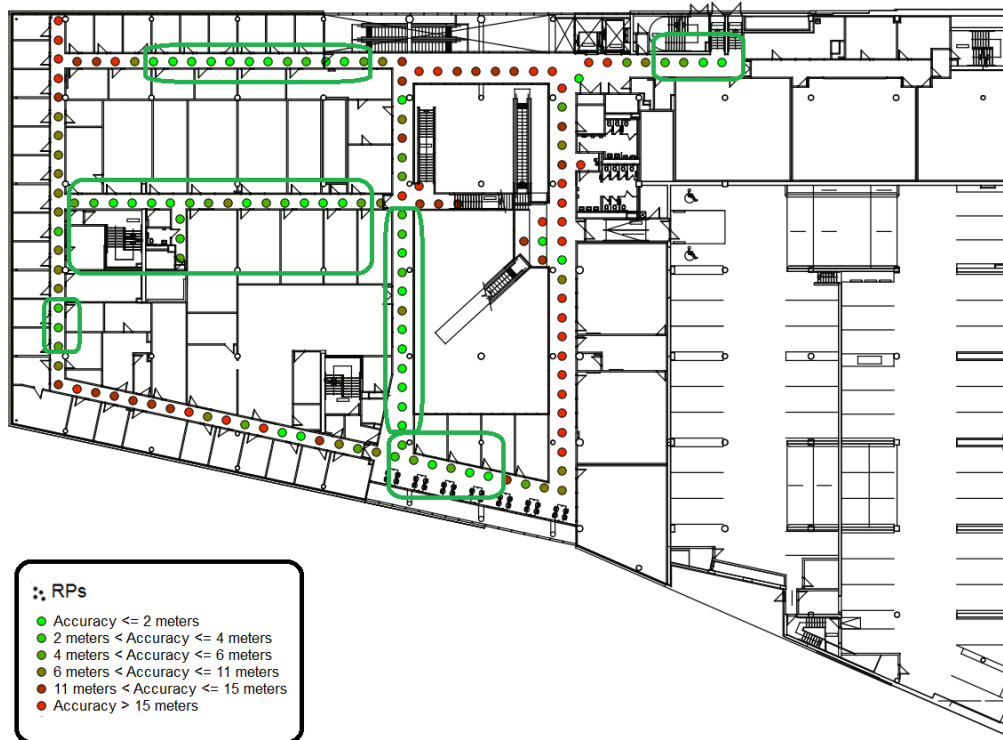 RPs
Accuracy <= 2 meters
2 meters < Accuracy <= 4 meters
4 meters < Accuracy <= 6 meters
6 meters < Accuracy <= 11 meters
11 meters < Accuracy <= 15 meters
Accuracy > 15 meters